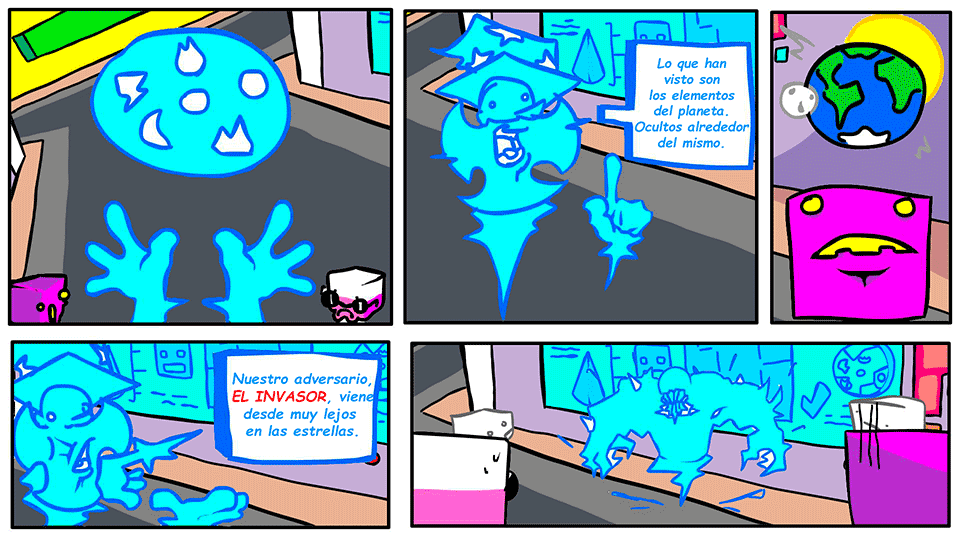 Lo que han
visto son
los elementos
del planeta.
Ocultos alrededor
del mismo.
Nuestro adversario,
EL INVASOR, viene
desde muy lejos
en las estrellas.